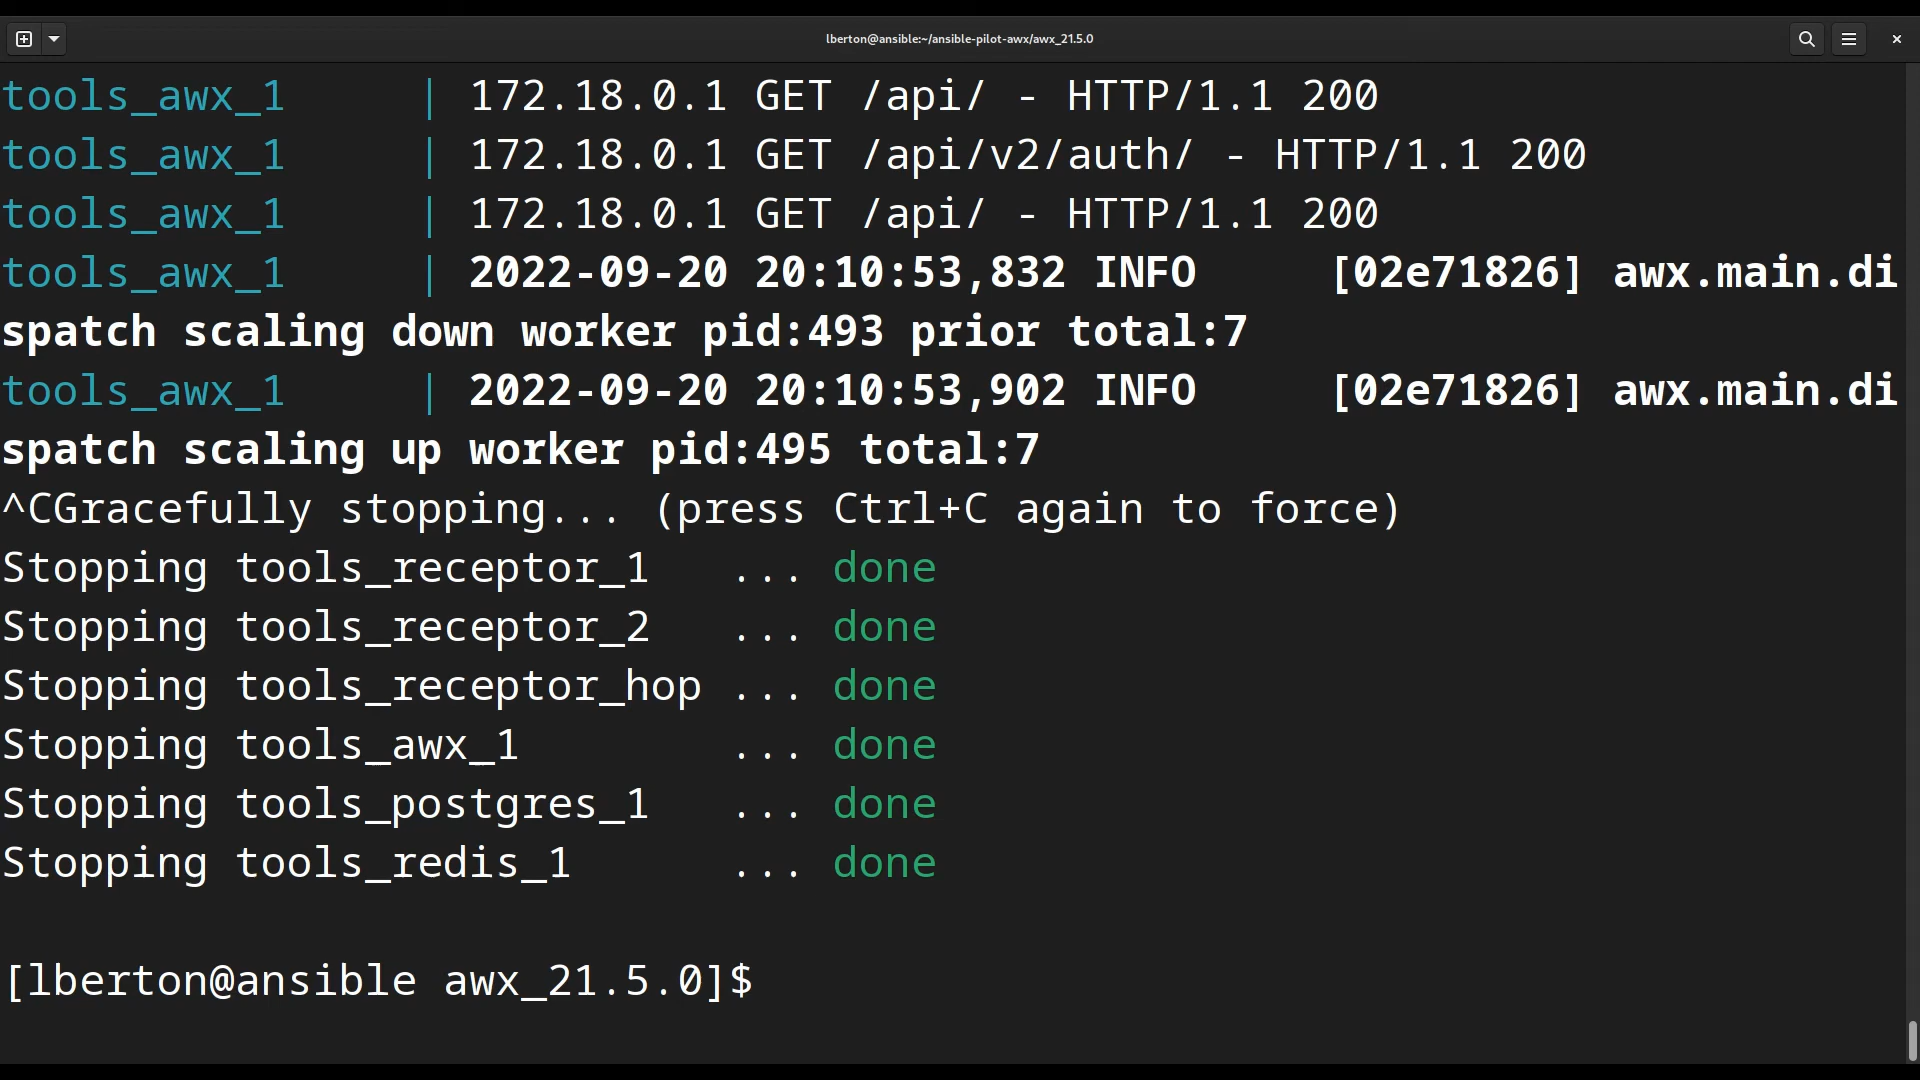 lberton@ansible:~/ansible-pilot-awx/awx_21.5.0
tools_awx_1     | 172.18.0.1 GET /api/ - HTTP/1.1 200
tools_awx_1     | 172.18.0.1 GET /api/v2/auth/ - HTTP/1.1 200
tools_awx_1     | 172.18.0.1 GET /api/ - HTTP/1.1 200
tools_awx_1     | 2022-09-20 20:10:53,832 INFO     [02e71826] awx.main.di
spatch scaling down worker pid:493 prior total:7
tools_awx_1     | 2022-09-20 20:10:53,902 INFO     [02e71826] awx.main.di
spatch scaling up worker pid:495 total:7
^CGracefully stopping... (press Ctrl+C again to force)
Stopping tools_receptor_1   ... done
Stopping tools_receptor_2   ... done
Stopping tools_receptor_hop ... done
Stopping tools_awx_1        ... done
Stopping tools_postgres_1   ... done
Stopping tools_redis_1      ... done
[lberton@ansible awx_21.5.0]$